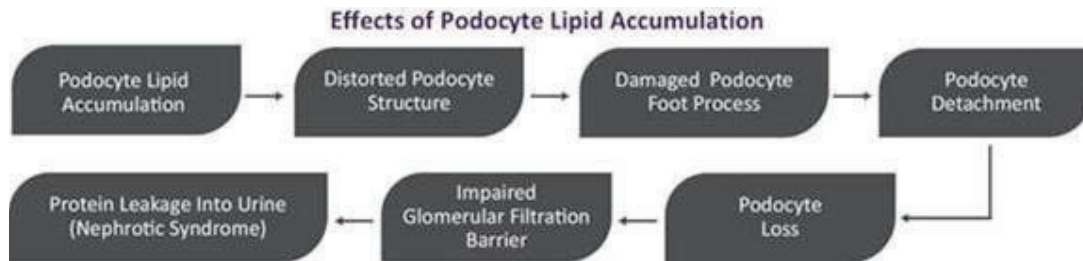 Effects of Podocyte Lipid Accumulation
Podocyte Lipid
Accumulation
Distorted Podocyte
Structure
Damaged Podocyte
Foot Process
Podocyte
Detachment
Podocyte
Loss
Impaired
Glomerular Filtration
Barrier
Protein Leakage Into Urine
(Nephrotic Syndrome)